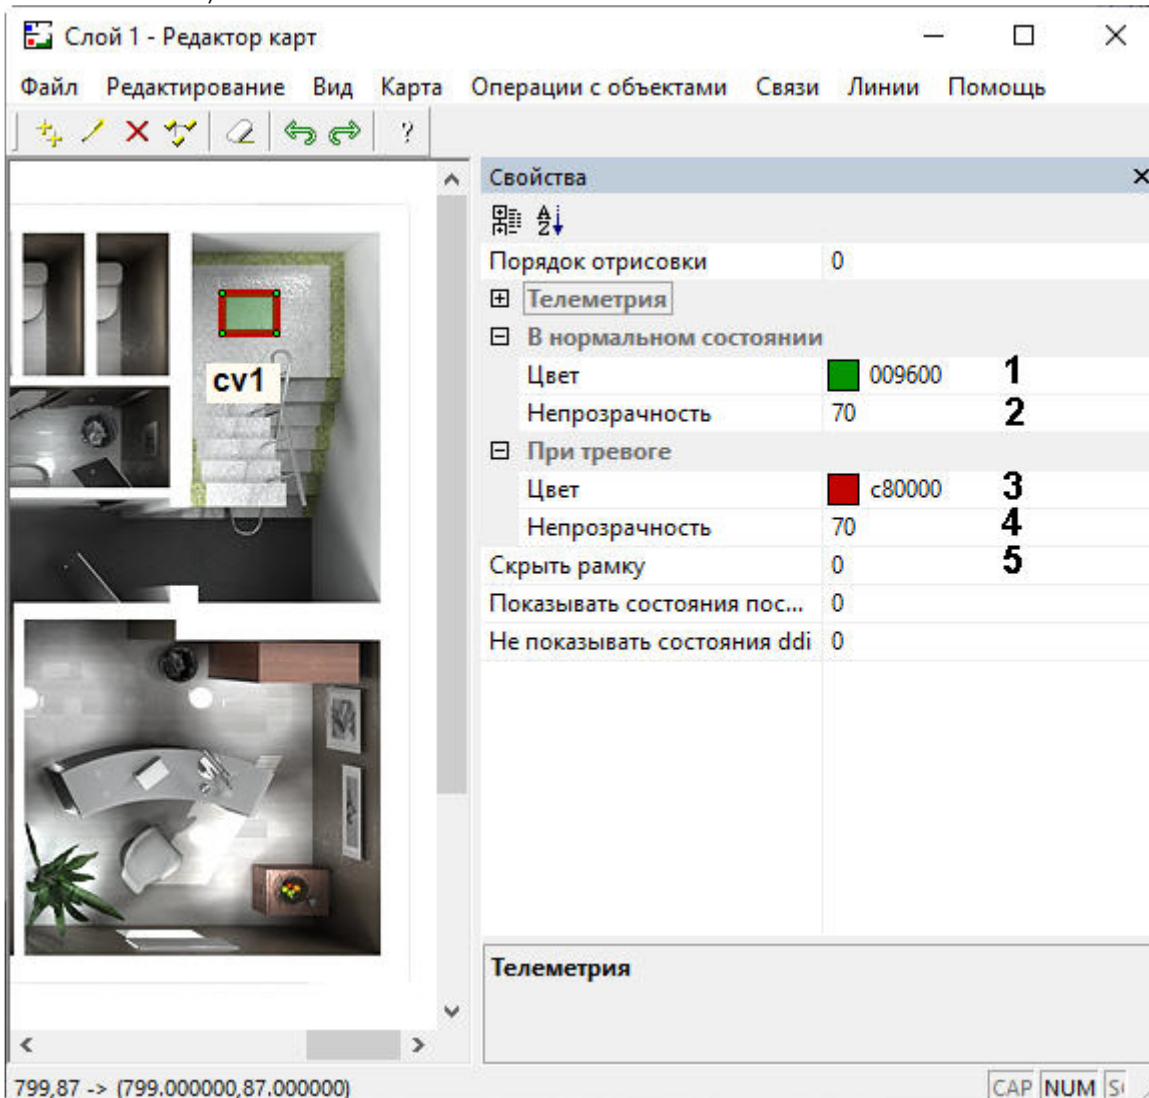 Слой 1 - Редактор карт
Файл Редактирование Вид Карта Операции с объектами Связи Линии Помощь
?
Свойства
A Z
Порядок отрисовки 0
Телеметрия
В нормальном состоянии
Цвет 009600 1
Непрозрачность 70 2
При тревоге
Цвет c80000 3
Непрозрачность 70 4
Скрыть рамку 0 5
Показывать состояния пос... 0
Не показывать состояния ddi 0
cv1
Телеметрия
799,87 -> (799.000000,87.000000)
CAP NUM